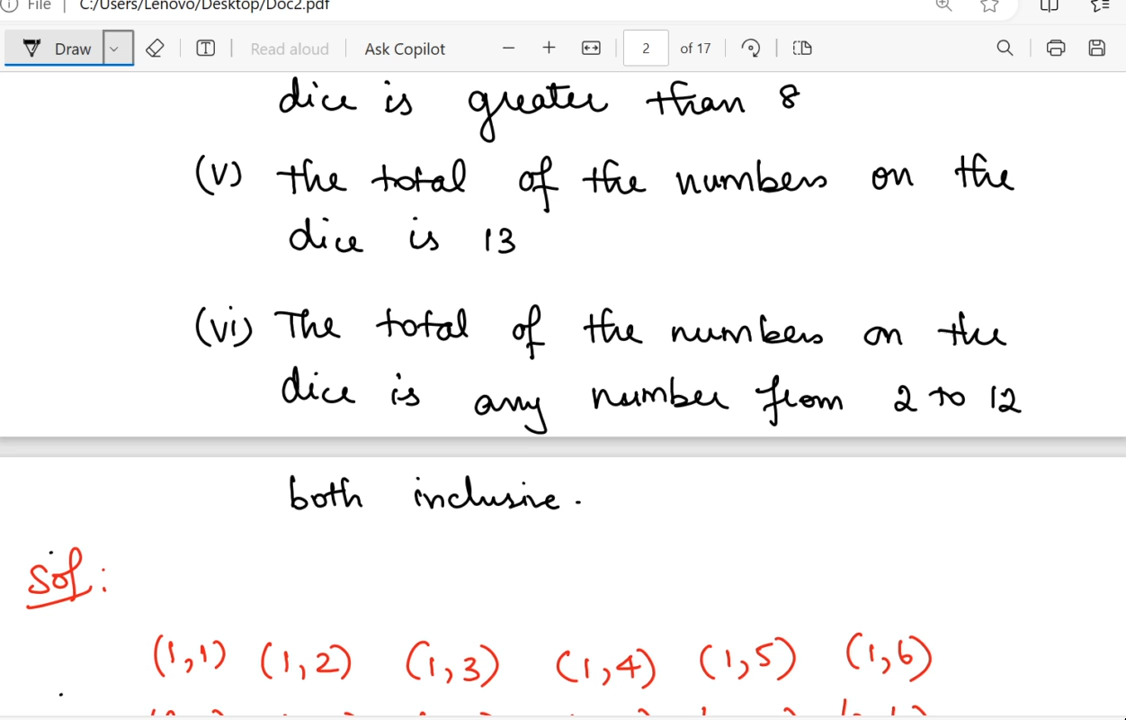 File | C:/Users/Lenovo/Desktop/Doc2.pdf
Draw | T | Read aloud | Ask Copilot − + 2 of 17
dice is greater than 8
(v) the total of the numbers on the
dice is 13
(vi) The total of the numbers on the
dice is any number from 2 to 12
both inclusive.
Sol:
(1,1) (1,2) (1,3) (1,4) (1,5) (1,6)